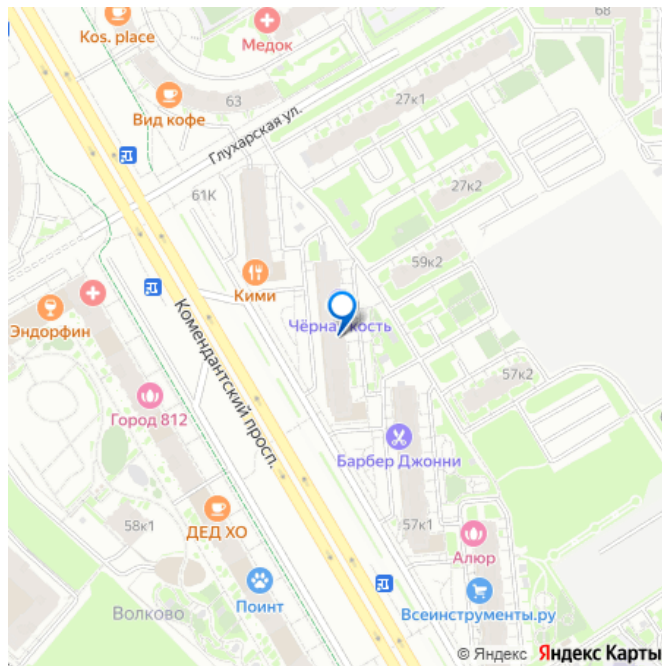 Kos. place
Медок
68
63
27к1
Вид кофе
Глухарская ул.
61К
27к2
59к2
Кими
Эндорфин
Чёрная кость
Комендантский просп.
57к2
Город 812
Барбер Джонни
58к1
ДЕД ХО
57к1
Алюр
Поинт
Волково
Всеинструменты.ру
© Яндекс Яндекс Карты